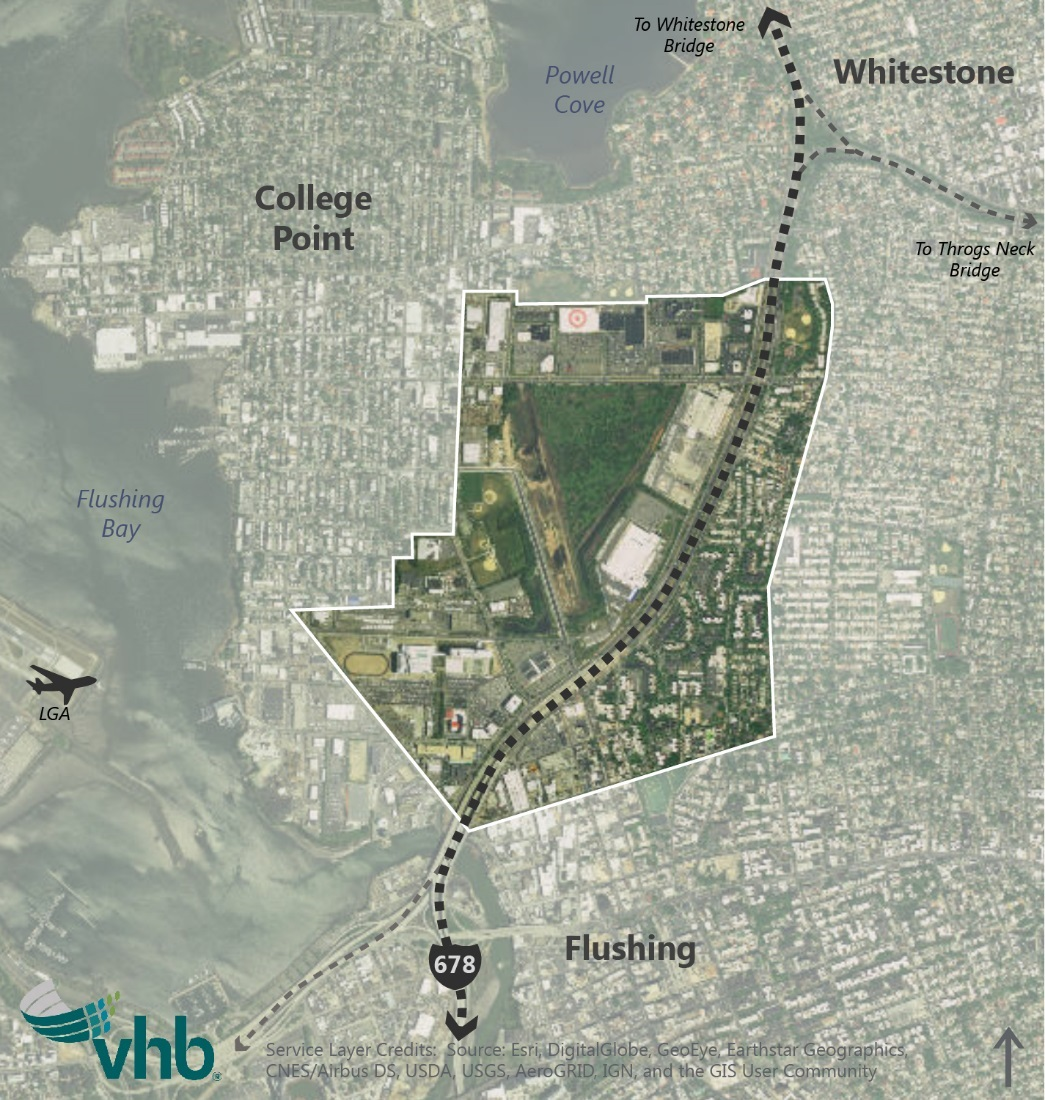 To Whitestone
Bridge
Whitestone
Powell
Cove
College
Point
To Throgs Neck
Bridge
Flushing
Bay
LGA
Flushing
678
vhb
Service Layer Credits: Source: Esri, DigitalGlobe, GeoEye, Earthstar Geographics,
CNES/Airbus DS, USDA, USGS, AeroGRID, IGN, and the GIS User Community